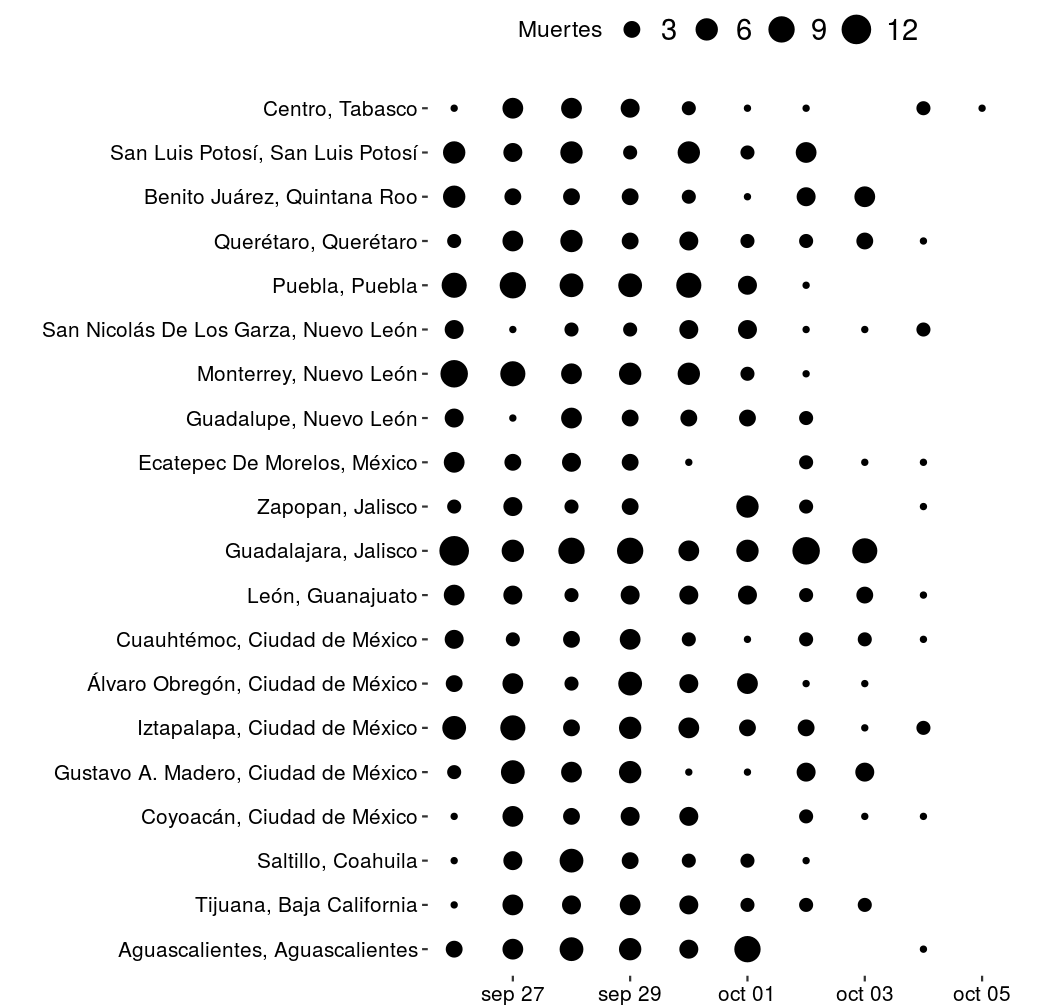 Muertes 3 6 9 12
Centro, Tabasco
San Luis Potosí, San Luis Potosí
Benito Juárez, Quintana Roo
Querétaro, Querétaro
Puebla, Puebla
San Nicolás De Los Garza, Nuevo León
Monterrey, Nuevo León
Guadalupe, Nuevo León
Ecatepec De Morelos, México
Zapopan, Jalisco
Guadalajara, Jalisco
León, Guanajuato
Cuauhtémoc, Ciudad de México
Álvaro Obregón, Ciudad de México
Iztapalapa, Ciudad de México
Gustavo A. Madero, Ciudad de México
Coyoacán, Ciudad de México
Saltillo, Coahuila
Tijuana, Baja California
Aguascalientes, Aguascalientes
sep 27 sep 29 oct 01 oct 03 oct 05